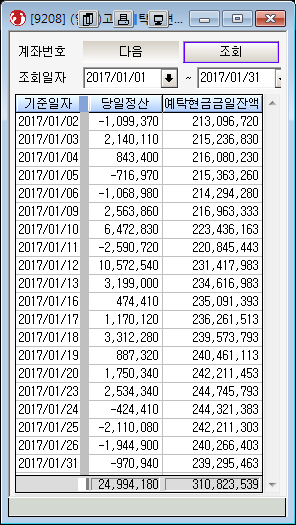 [9208] (
)고
탁
변...
계좌번호 다음 조회
조회일자 2017/01/01 ~ 2017/01/31
기준일자 당일정산 예탁현금금일잔액
2017/01/02 -1,099,370 213,096,720
2017/01/03 2,140,110 215,236,830
2017/01/04 843,400 216,080,230
2017/01/05 -716,970 215,363,260
2017/01/06 -1,068,980 214,294,280
2017/01/09 2,563,860 216,963,333
2017/01/10 6,472,830 223,436,163
2017/01/11 -2,590,720 220,845,443
2017/01/12 10,572,540 231,417,983
2017/01/13 3,199,000 234,616,983
2017/01/16 474,410 235,091,393
2017/01/17 1,170,120 236,261,513
2017/01/18 3,312,280 239,573,793
2017/01/19 887,320 240,461,113
2017/01/20 1,750,340 242,211,453
2017/01/23 2,534,340 244,745,793
2017/01/24 -424,410 244,321,383
2017/01/25 -2,110,080 242,211,303
2017/01/26 -1,944,900 240,266,403
2017/01/31 -970,940 239,295,463
24,994,180 310,823,539